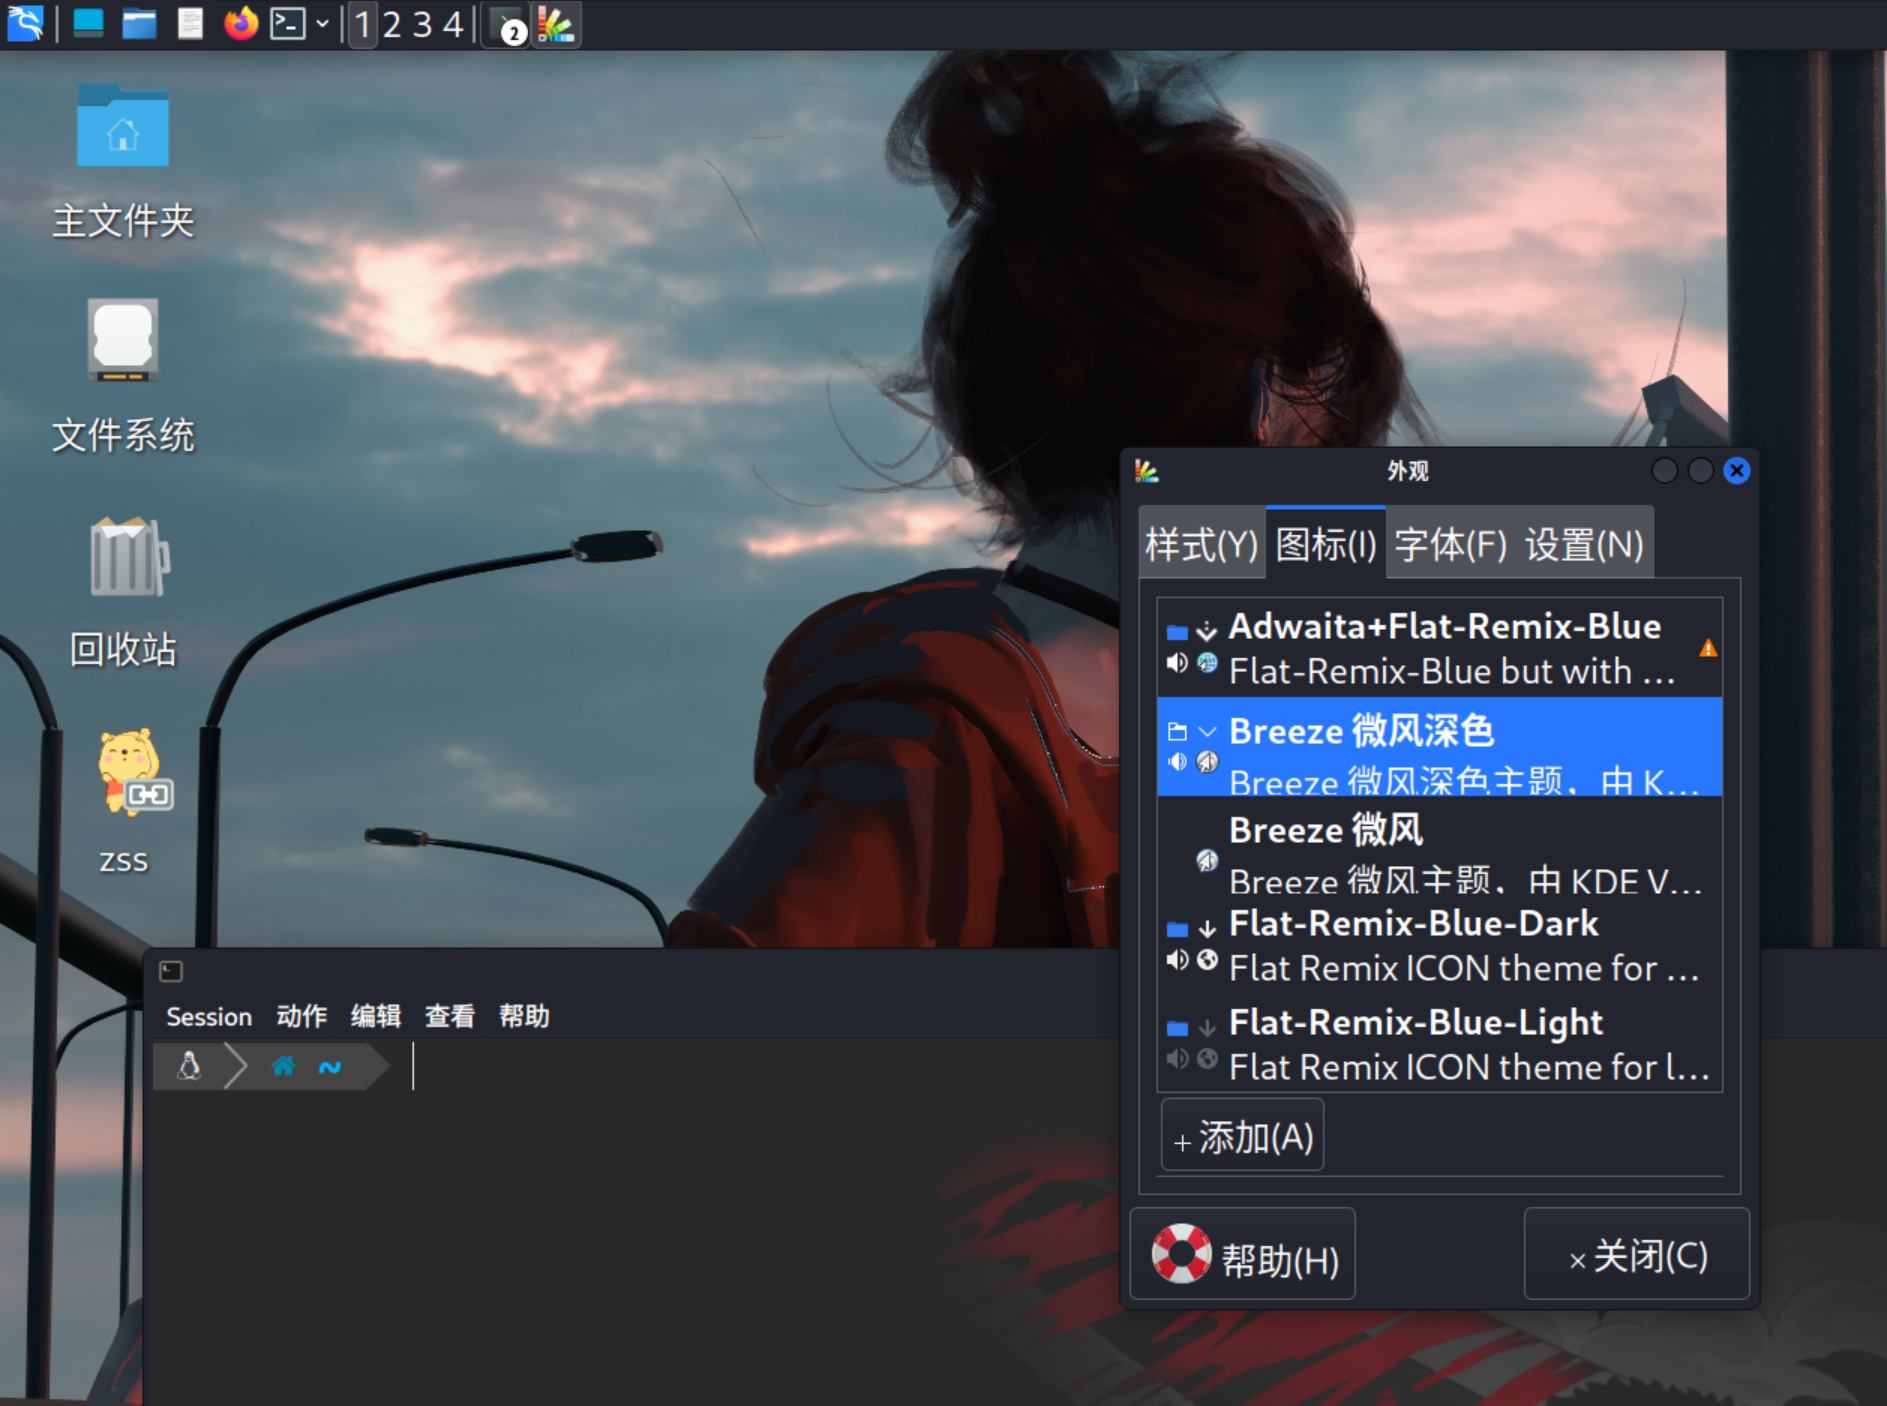 1 2 3 4
2
主文件夹
文件系统
回收站
zss
外观
样式(Y) 图标(I) 字体(F) 设置(N)
Adwaita+Flat-Remix-Blue
Flat-Remix-Blue but with ...
Breeze 微风深色
Breeze 微风深色主题，由 K...
Breeze 微风
Breeze 微风主题，由 KDE V...
Flat-Remix-Blue-Dark
Flat Remix ICON theme for ...
Flat-Remix-Blue-Light
Flat Remix ICON theme for l...
+ 添加(A)
帮助(H)
× 关闭(C)
Session 动作 编辑 查看 帮助
~